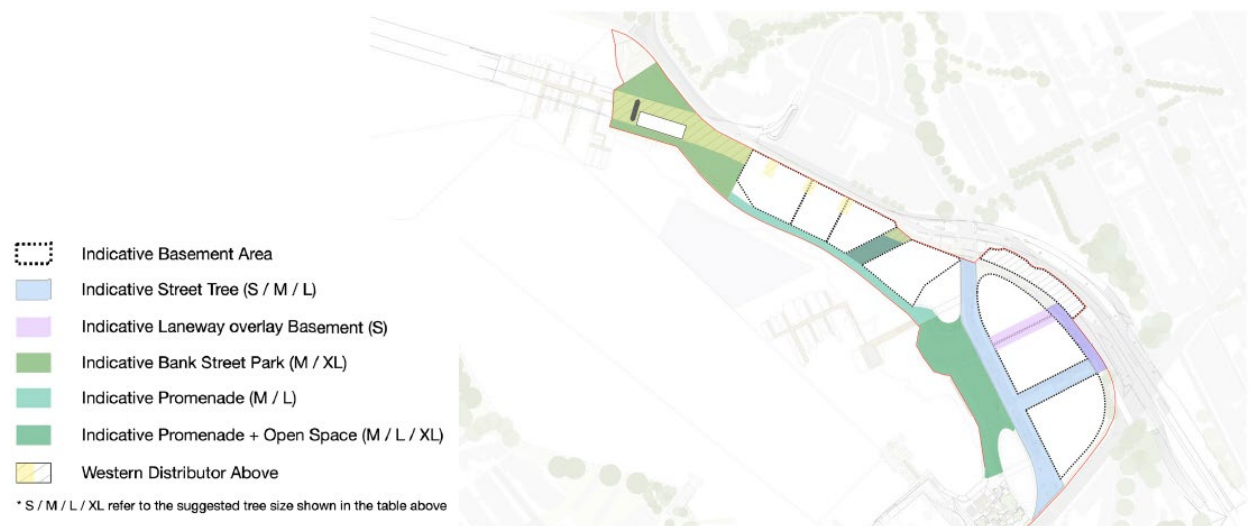 Indicative Basement Area
Indicative Street Tree (S / M / L)
Indicative Laneway overlay Basement (S)
Indicative Bank Street Park (M / XL)
Indicative Promenade (M / L)
Indicative Promenade + Open Space (M / L / XL)
Western Distributor Above
* S / M / L / XL refer to the suggested tree size shown in the table above